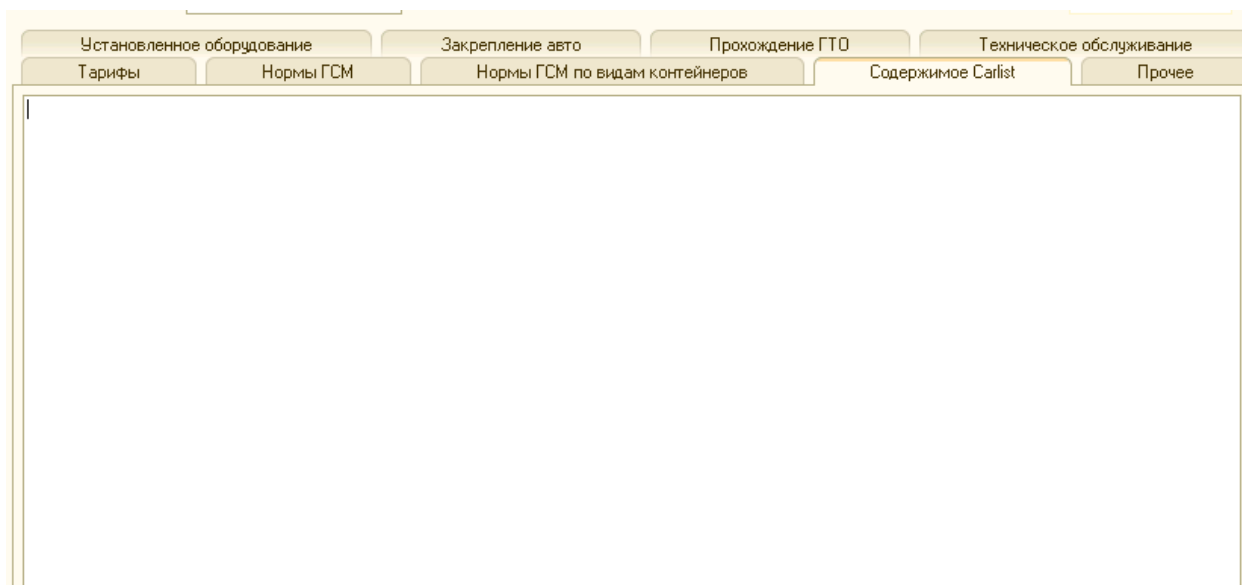 Установленное оборудование Закрепление авто Прохождение ГТО Техническое обслуживание
Тарифы Нормы ГСМ Нормы ГСМ по видам контейнеров Содержимое Carlist Прочее